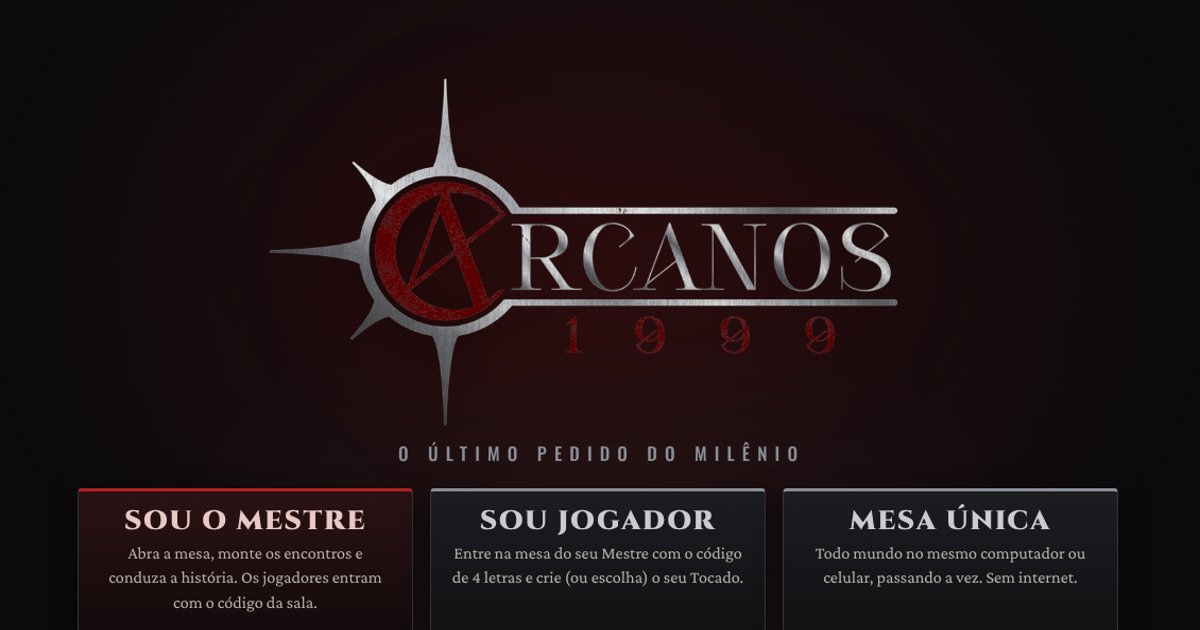 ARCANOS
1999
O ÚLTIMO PEDIDO DO MILÊNIO
SOU O MESTRE
Abra a mesa, monte os encontros e
conduza a história. Os jogadores entram
com o código da sala.
SOU JOGADOR
Entre na mesa do seu Mestre com o código
de 4 letras e crie (ou escolha) o seu Tocado.
MESA ÚNICA
Todo mundo no mesmo computador ou
celular, passando a vez. Sem internet.